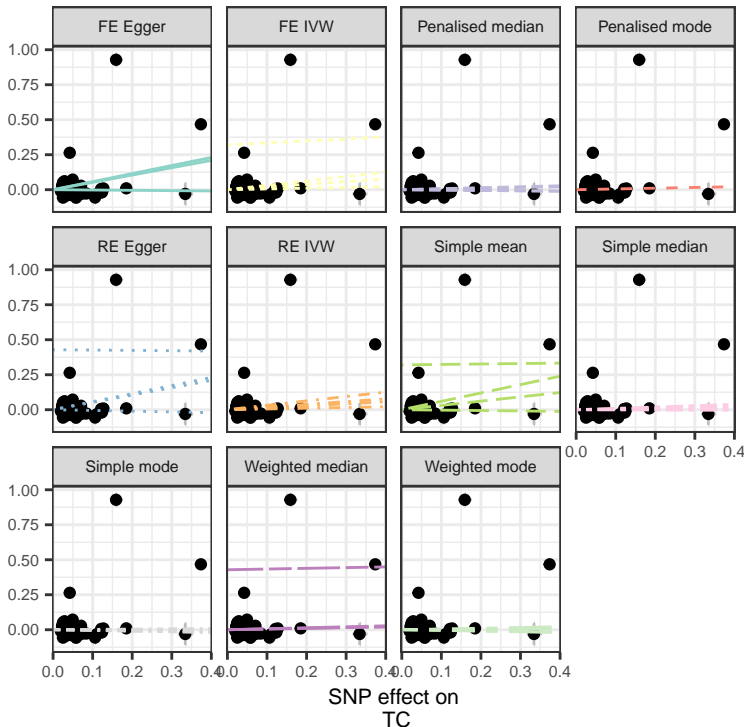 FE Egger
FE IVW
Penalised median
Penalised mode
1.00
0.75
0.50
0.25
0.00
RE Egger
RE IVW
Simple mean
Simple median
1.00
0.75
0.50
0.25
0.00
0.0 0.1 0.2 0.3 0.4
Simple mode
Weighted median
Weighted mode
1.00
0.75
0.50
0.25
0.00
0.0 0.1 0.2 0.3 0.4
0.0 0.1 0.2 0.3 0.4
0.0 0.1 0.2 0.3 0.4
SNP effect on
TC